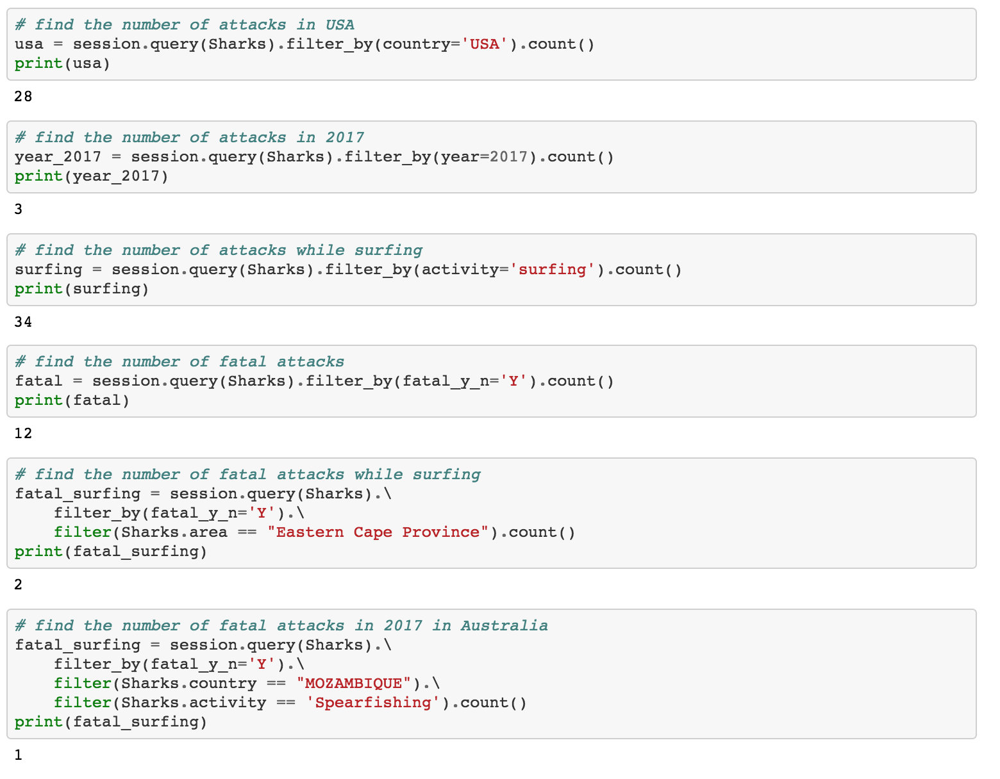 # find the number of attacks in USA
usa = session.query(Sharks).filter_by(country='USA').count()
print(usa)
28
# find the number of attacks in 2017
year_2017 = session.query(Sharks).filter_by(year=2017).count()
print(year_2017)
3
# find the number of attacks while surfing
surfing = session.query(Sharks).filter_by(activity='surfing').count()
print(surfing)
34
# find the number of fatal attacks
fatal = session.query(Sharks).filter_by(fatal_y_n='Y').count()
print(fatal)
12
# find the number of fatal attacks while surfing
fatal_surfing = session.query(Sharks).\
    filter_by(fatal_y_n='Y').\
    filter(Sharks.area == "Eastern Cape Province").count()
print(fatal_surfing)
2
# find the number of fatal attacks in 2017 in Australia
fatal_surfing = session.query(Sharks).\
    filter_by(fatal_y_n='Y').\
    filter(Sharks.country == "MOZAMBIQUE").\
    filter(Sharks.activity == 'Spearfishing').count()
print(fatal_surfing)
1